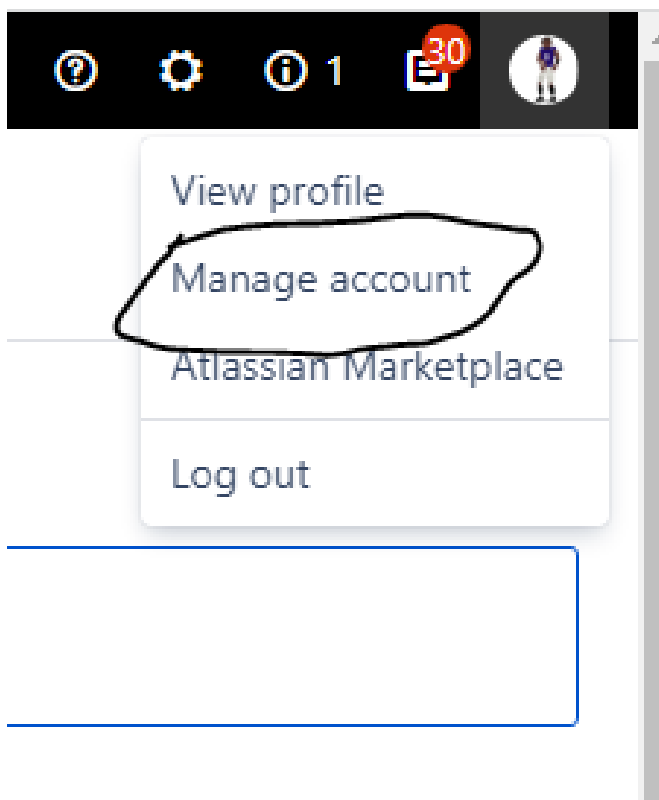 1
30
View profile
Manage account
Atlassian Marketplace
Log out